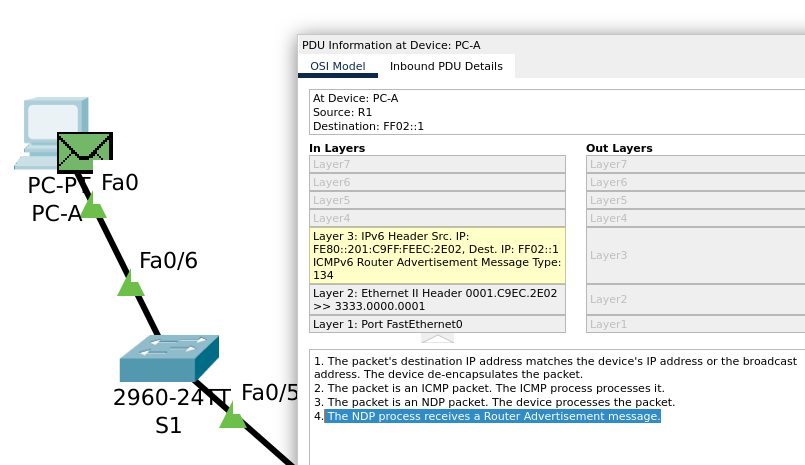 PDU Information at Device: PC-A
OSI Model
Inbound PDU Details
At Device: PC-A
Source: R1
Destination: FF02::1
In Layers
Out Layers
Layer7
Layer6
Layer5
Layer4
Layer 3: IPv6 Header Src. IP:
FE80::201:C9FF:FEEC:2E02, Dest. IP: FF02::1
ICMPv6 Router Advertisement Message Type:
134
Layer 2: Ethernet II Header 0001.C9EC.2E02
>> 3333.0000.0001
Layer 1: Port FastEthernet0
Layer7
Layer6
Layer5
Layer4
Layer3
Layer2
Layer1
1. The packet's destination IP address matches the device's IP address or the broadcast
address. The device de-encapsulates the packet.
2. The packet is an ICMP packet. The ICMP process processes it.
3. The packet is an NDP packet. The device processes the packet.
4. The NDP process receives a Router Advertisement message.
PC-PT
PC-A
Fa0
Fa0/6
2960-24TT
S1
Fa0/5